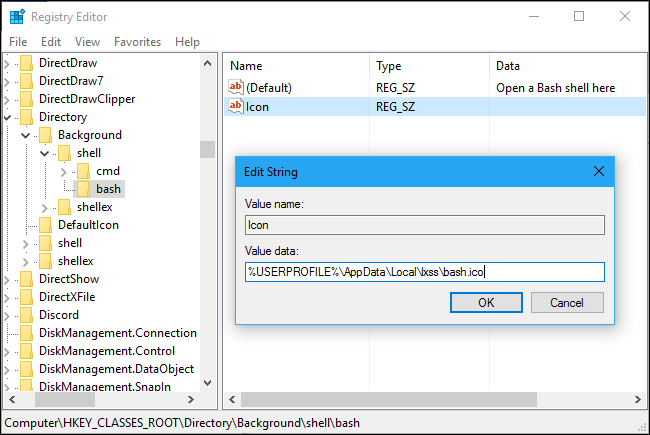 Registry Editor
File Edit View Favorites Help
DirectDraw
DirectDraw7
DirectDrawClipper
Directory
Background
shell
cmd
bash
shellex
DefaultIcon
shell
shellex
DirectShow
DirectXFile
Discord
DiskManagement.Connection
DiskManagement.Control
DiskManagement.DataObject
DiskManagement.SnapIn
Name Type Data
ab (Default) REG_SZ Open a Bash shell here
ab Icon REG_SZ
Edit String
Value name:
Icon
Value data:
%USERPROFILE%\AppData\Local\lxss\bash.ico
OK Cancel
Computer\HKEY_CLASSES_ROOT\Directory\Background\shell\bash